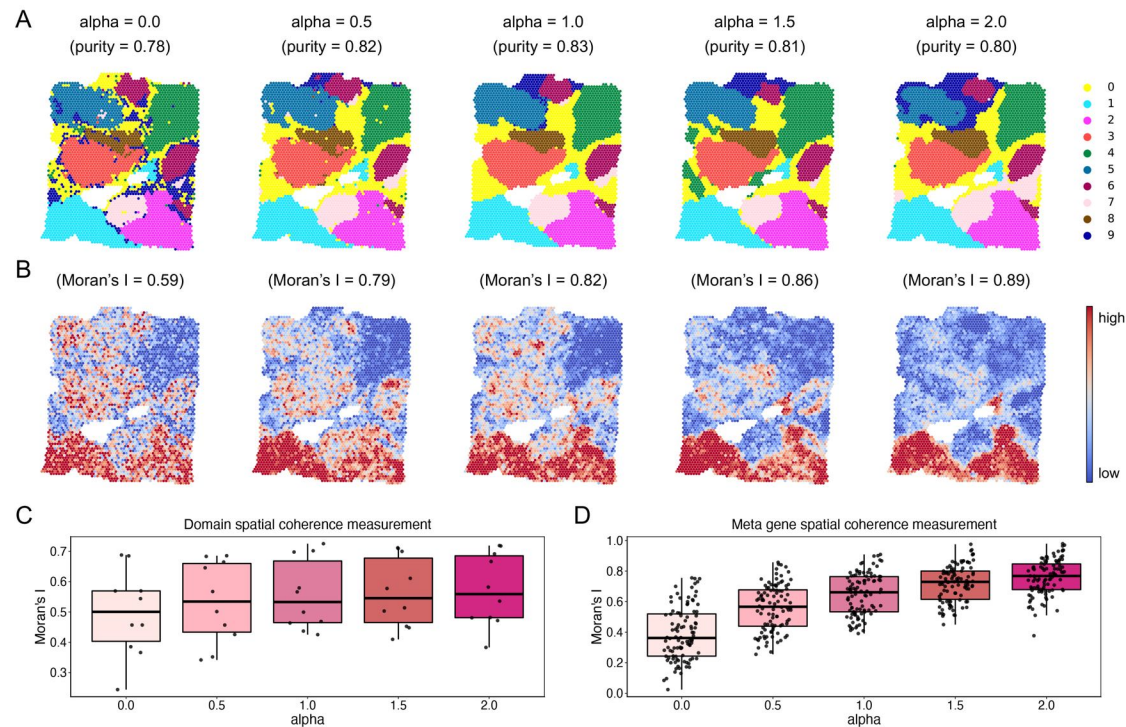 A
alpha = 0.0
(purity = 0.78)
alpha = 0.5
(purity = 0.82)
alpha = 1.0
(purity = 0.83)
alpha = 1.5
(purity = 0.81)
alpha = 2.0
(purity = 0.80)
0
1
2
3
4
5
6
7
8
9
B
(Moran's I = 0.59)
(Moran's I = 0.79)
(Moran's I = 0.82)
(Moran's I = 0.86)
(Moran's I = 0.89)
high
low
C
Domain spatial coherence measurement
Moran's I
0.7
0.6
0.5
0.4
0.3
0.0
0.5
1.0
1.5
2.0
alpha
D
Meta gene spatial coherence measurement
Moran's I
1.0
0.8
0.6
0.4
0.2
0.0
0.0
0.5
1.0
1.5
2.0
alpha